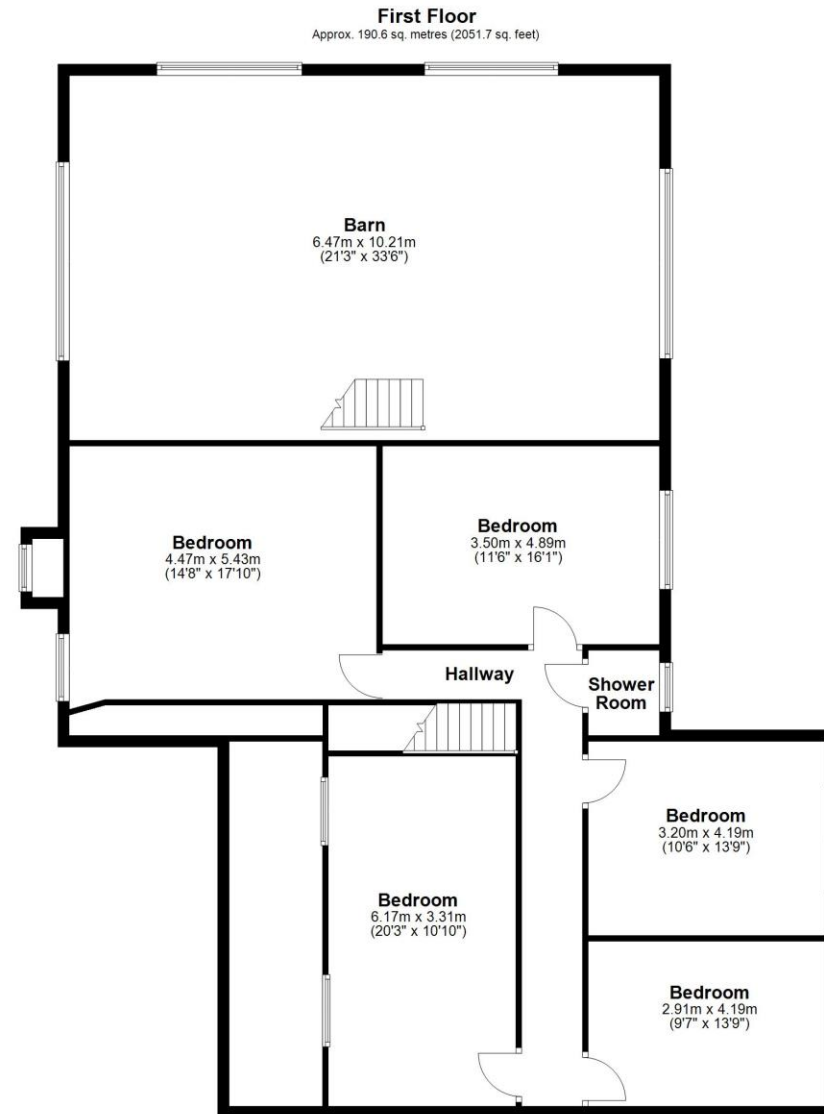 First Floor
Approx. 190.6 sq. metres (2051.7 sq. feet)
Barn
6.47m x 10.21m
(21'3" x 33'6")
Bedroom
4.47m x 5.43m
(14'8" x 17'10")
Bedroom
3.50m x 4.89m
(11'6" x 16'1")
Hallway
Shower
Room
Bedroom
3.20m x 4.19m
(10'6" x 13'9")
Bedroom
6.17m x 3.31m
(20'3" x 10'10")
Bedroom
2.91m x 4.19m
(9'7" x 13'9")